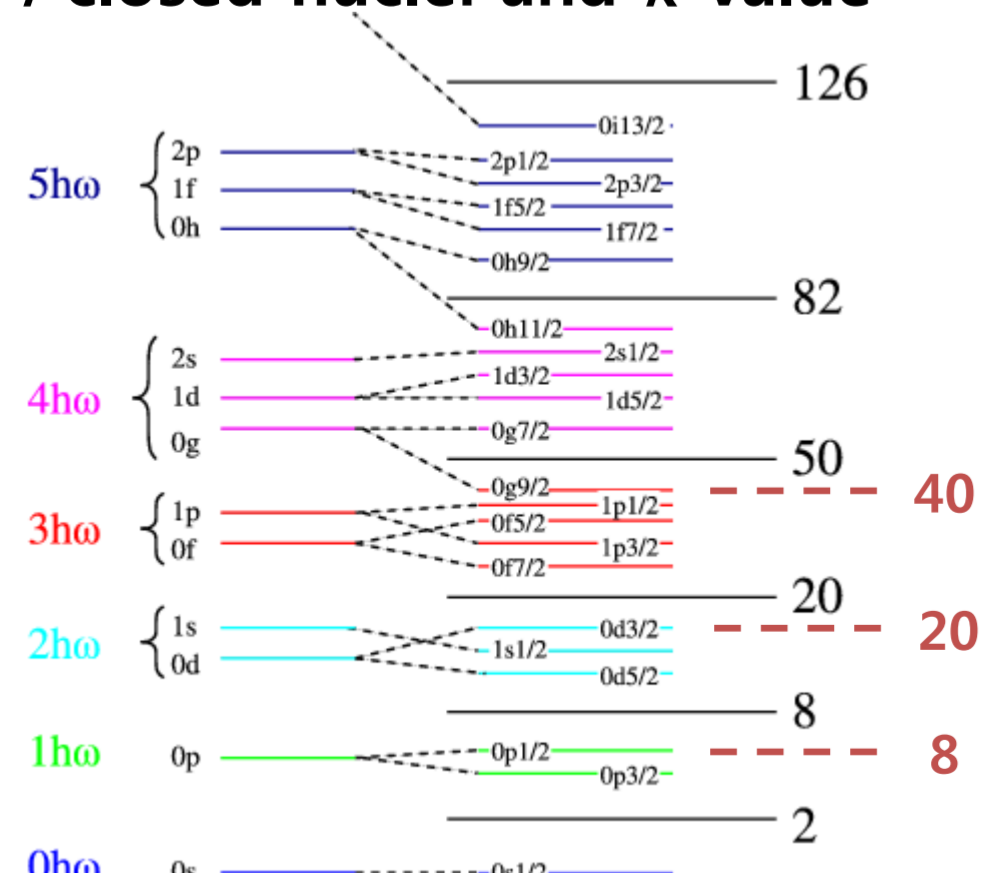 closed nuclei and
126
0i13/2
2p
2p1/2
5hω
1f
2p3/2
1f5/2
0h
1f7/2
0h9/2
82
0h11/2
2s
2s1/2
1d3/2
4hω
1d
1d5/2
0g
0g7/2
50
0g9/2
40
1p
1p1/2
3hω
0f5/2
0f
1p3/2
0f7/2
20
1s
0d3/2
20
2hω
1s1/2
0d
0d5/2
8
1hω
0p
0p1/2
8
0p3/2
2
0hω
0s
0s1/2